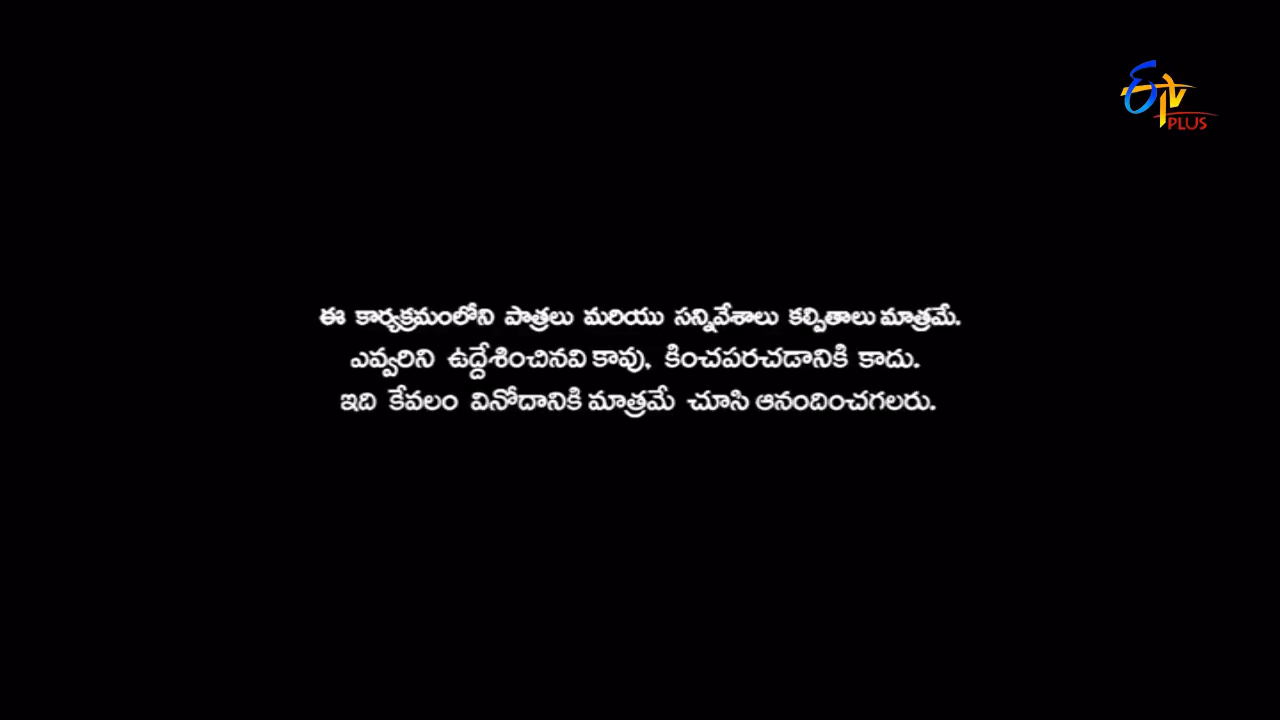 ETV
PLUS
ఈ కార్యక్రమంలోని పాత్రలు మరియు సన్నివేశాలు కల్పితాలు మాత్రమే.
ఎవ్వరిని ఉద్దేశించినవి కావు, కించపరచడానికి కాదు.
ఇది కేవలం వినోదానికి మాత్రమే చూసి ఆనందించగలరు.